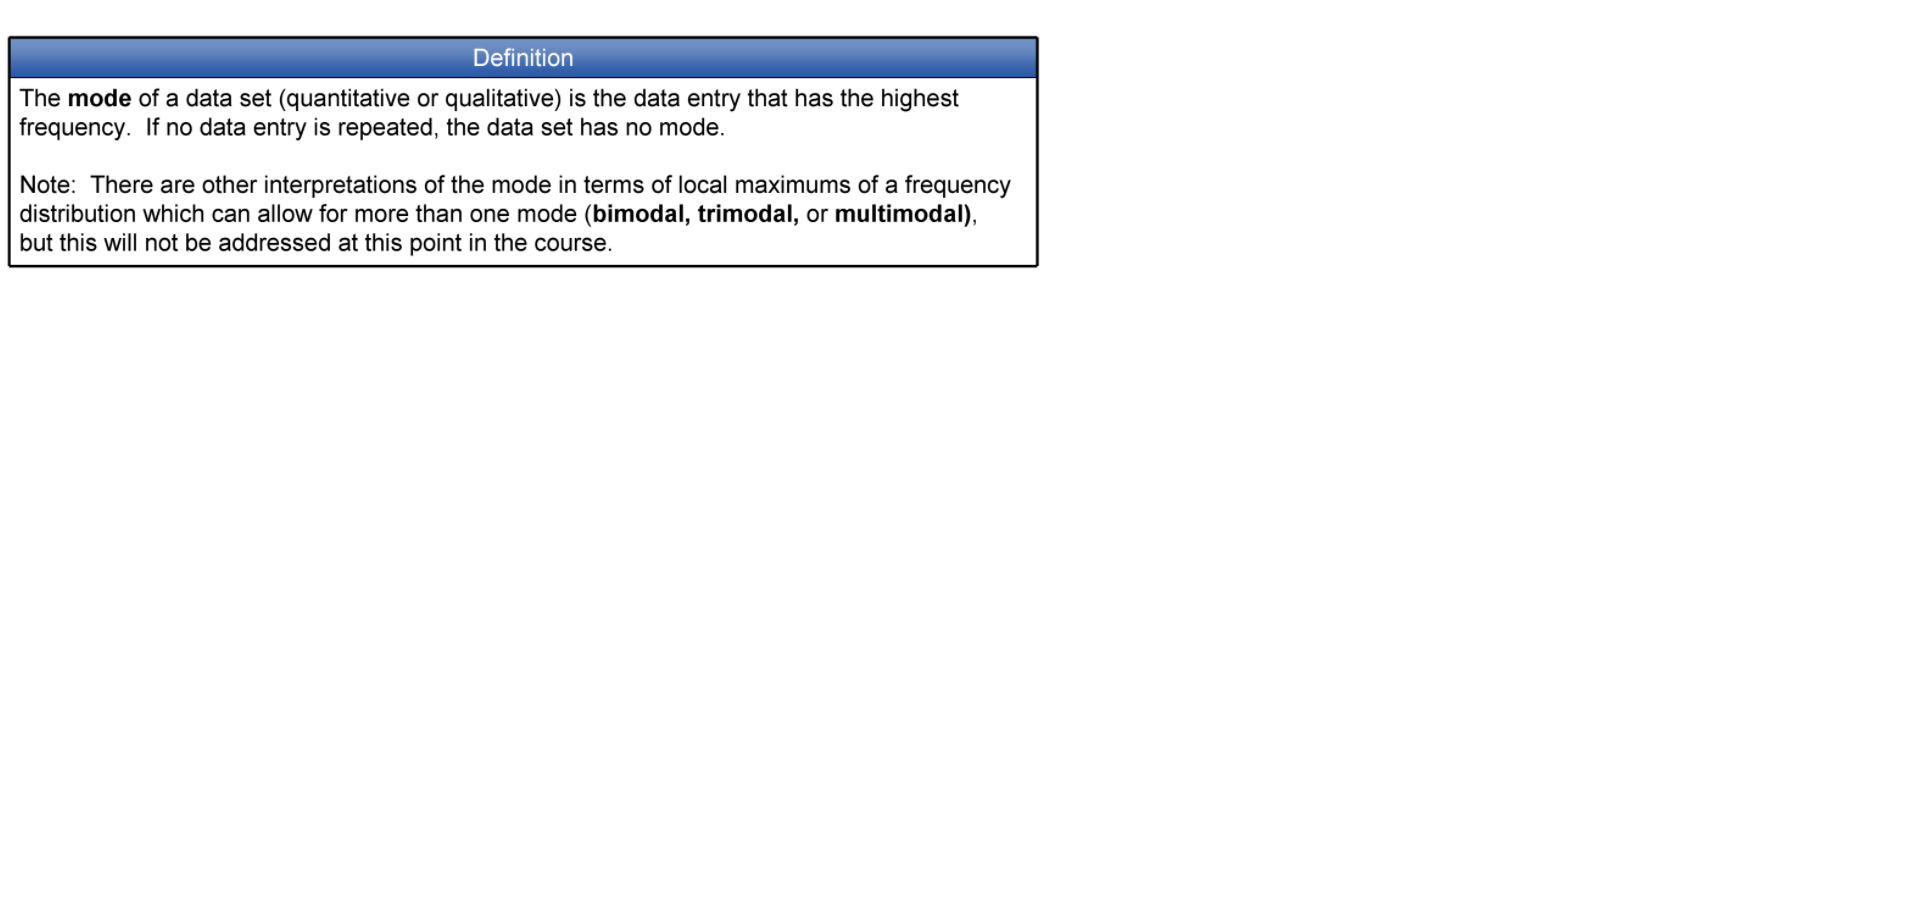 Definition
The mode of a data set (quantitative or qualitative) is the data entry that has the highest
frequency.  If no data entry is repeated, the data set has no mode.
Note:  There are other interpretations of the mode in terms of local maximums of a frequency
distribution which can allow for more than one mode (bimodal, trimodal, or multimodal),
but this will not be addressed at this point in the course.